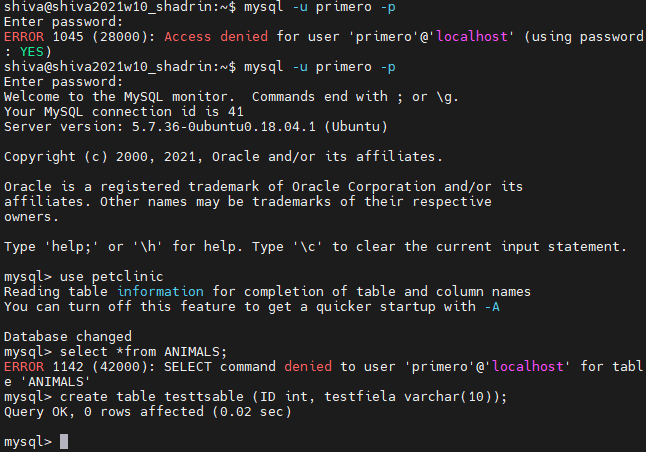 shiva@shiva2021w10_shadrin:~$ mysql -u primero -p
Enter password:
ERROR 1045 (28000): Access denied for user 'primero'@'localhost' (using password
: YES)
shiva@shiva2021w10_shadrin:~$ mysql -u primero -p
Enter password:
Welcome to the MySQL monitor.  Commands end with ; or \g.
Your MySQL connection id is 41
Server version: 5.7.36-0ubuntu0.18.04.1 (Ubuntu)

Copyright (c) 2000, 2021, Oracle and/or its affiliates.

Oracle is a registered trademark of Oracle Corporation and/or its
affiliates. Other names may be trademarks of their respective
owners.

Type 'help;' or '\h' for help. Type '\c' to clear the current input statement.

mysql> use petclinic
Reading table information for completion of table and column names
You can turn off this feature to get a quicker startup with -A

Database changed
mysql> select *from ANIMALS;
ERROR 1142 (42000): SELECT command denied to user 'primero'@'localhost' for tabl
e 'ANIMALS'
mysql> create table testtsable (ID int, testfiela varchar(10));
Query OK, 0 rows affected (0.02 sec)

mysql>